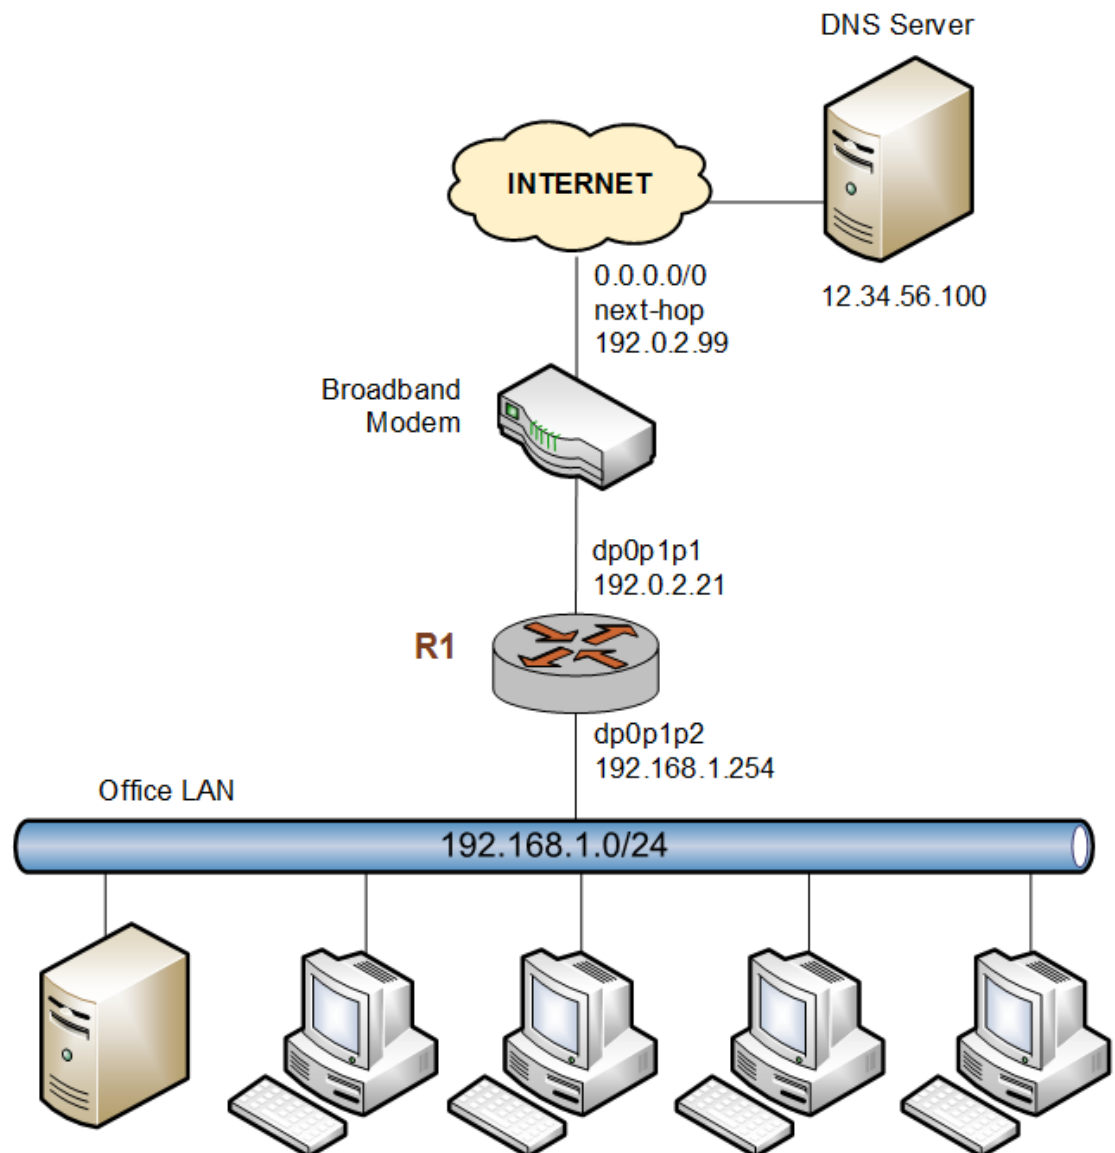 DNS Server
INTERNET
0.0.0.0/0
next-hop
192.0.2.99
12.34.56.100
Broadband
Modem
dp0p1p1
192.0.2.21
R1
dp0p1p2
192.168.1.254
Office LAN
192.168.1.0/24